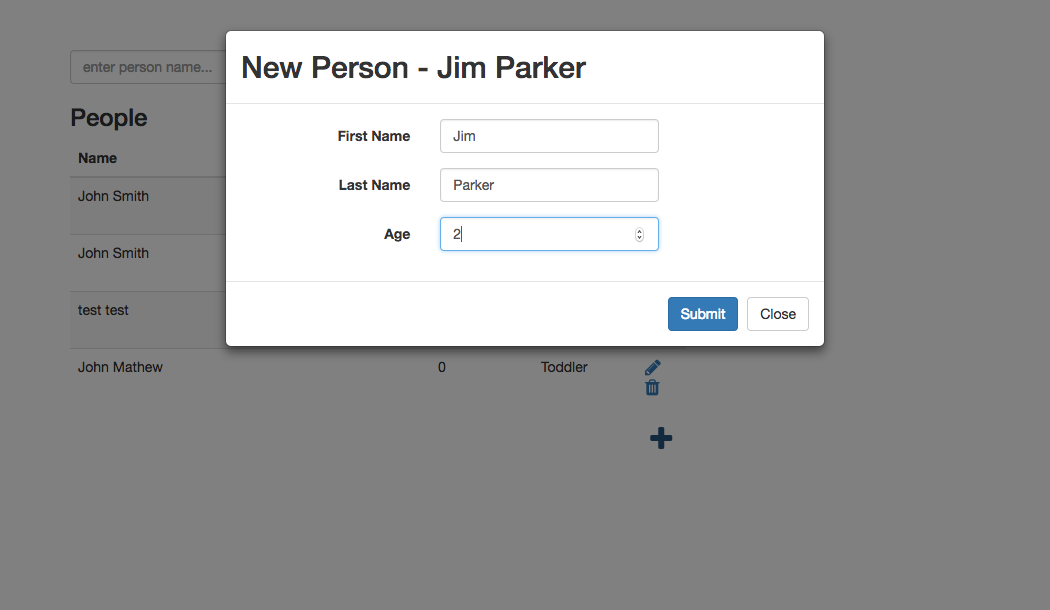 New Person - Jim Parker
First Name Jim
Last Name Parker
Age 2
Submit Close
enter person name...
People
Name
John Smith
John Smith
test test
John Mathew 0 Toddler